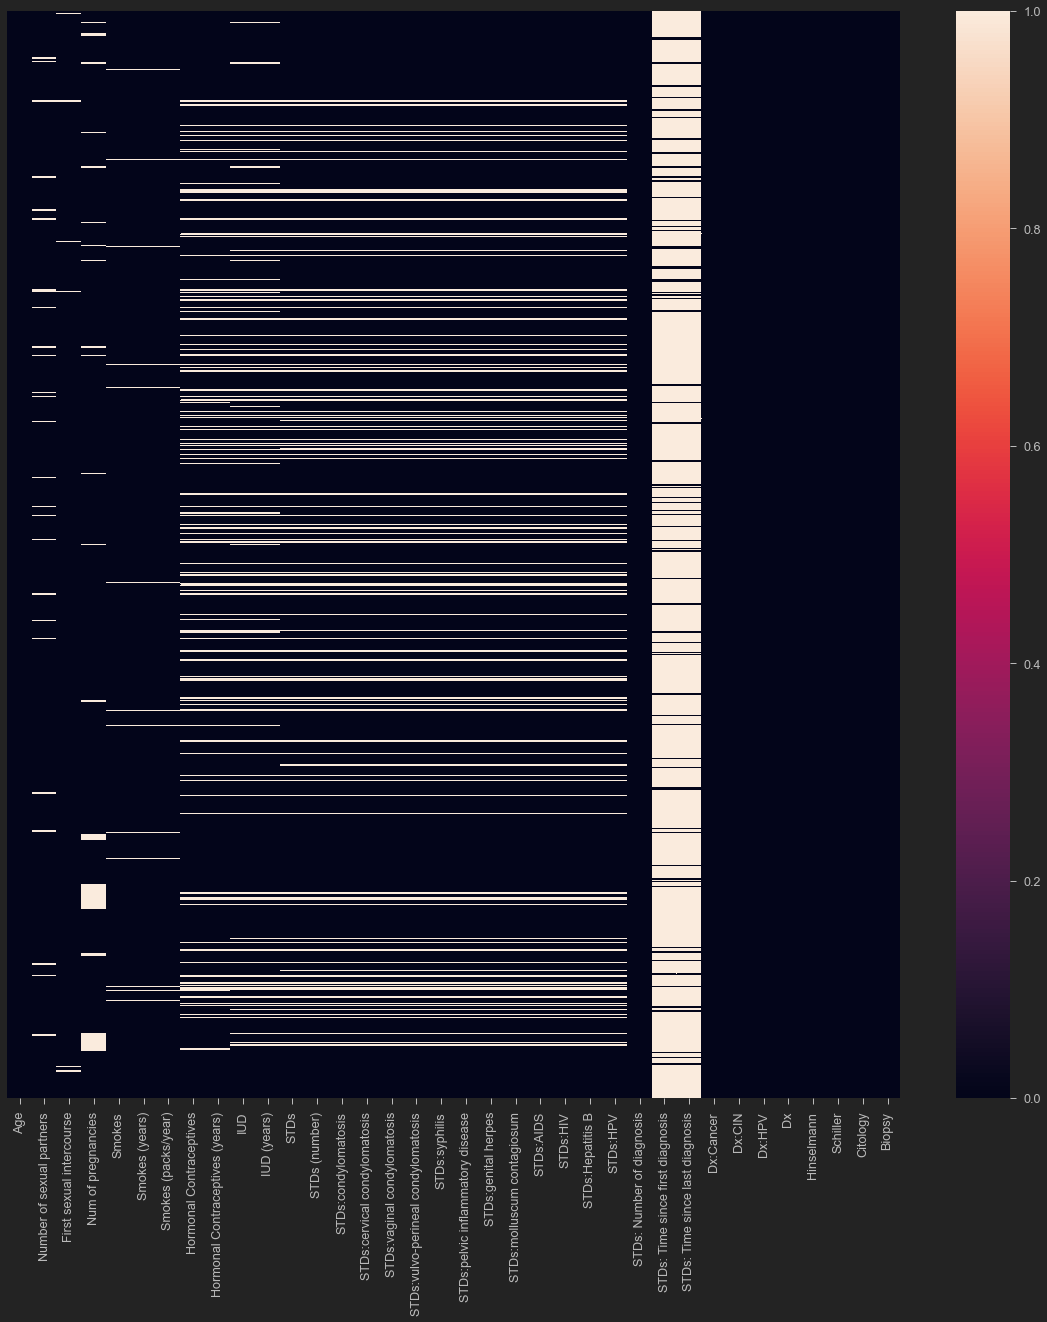 1.0
0.8
0.6
0.4
0.2
0.0
Age
Number of sexual partners
First sexual intercourse
Num of pregnancies
Smokes
Smokes (years)
Smokes (packs/year)
Hormonal Contraceptives
Hormonal Contraceptives (years)
IUD
IUD (years)
STDs
STDs (number)
STDs:condylomatosis
STDs:cervical condylomatosis
STDs:vaginal condylomatosis
STDs:vulvo-perineal condylomatosis
STDs:syphilis
STDs:pelvic inflammatory disease
STDs:genital herpes
STDs:molluscum contagiosum
STDs:AIDS
STDs:HIV
STDs:Hepatitis B
STDs:HPV
STDs: Number of diagnosis
STDs: Time since first diagnosis
STDs: Time since last diagnosis
Dx:Cancer
Dx:CIN
Dx:HPV
Dx
Hinselmann
Schiller
Citology
Biopsy